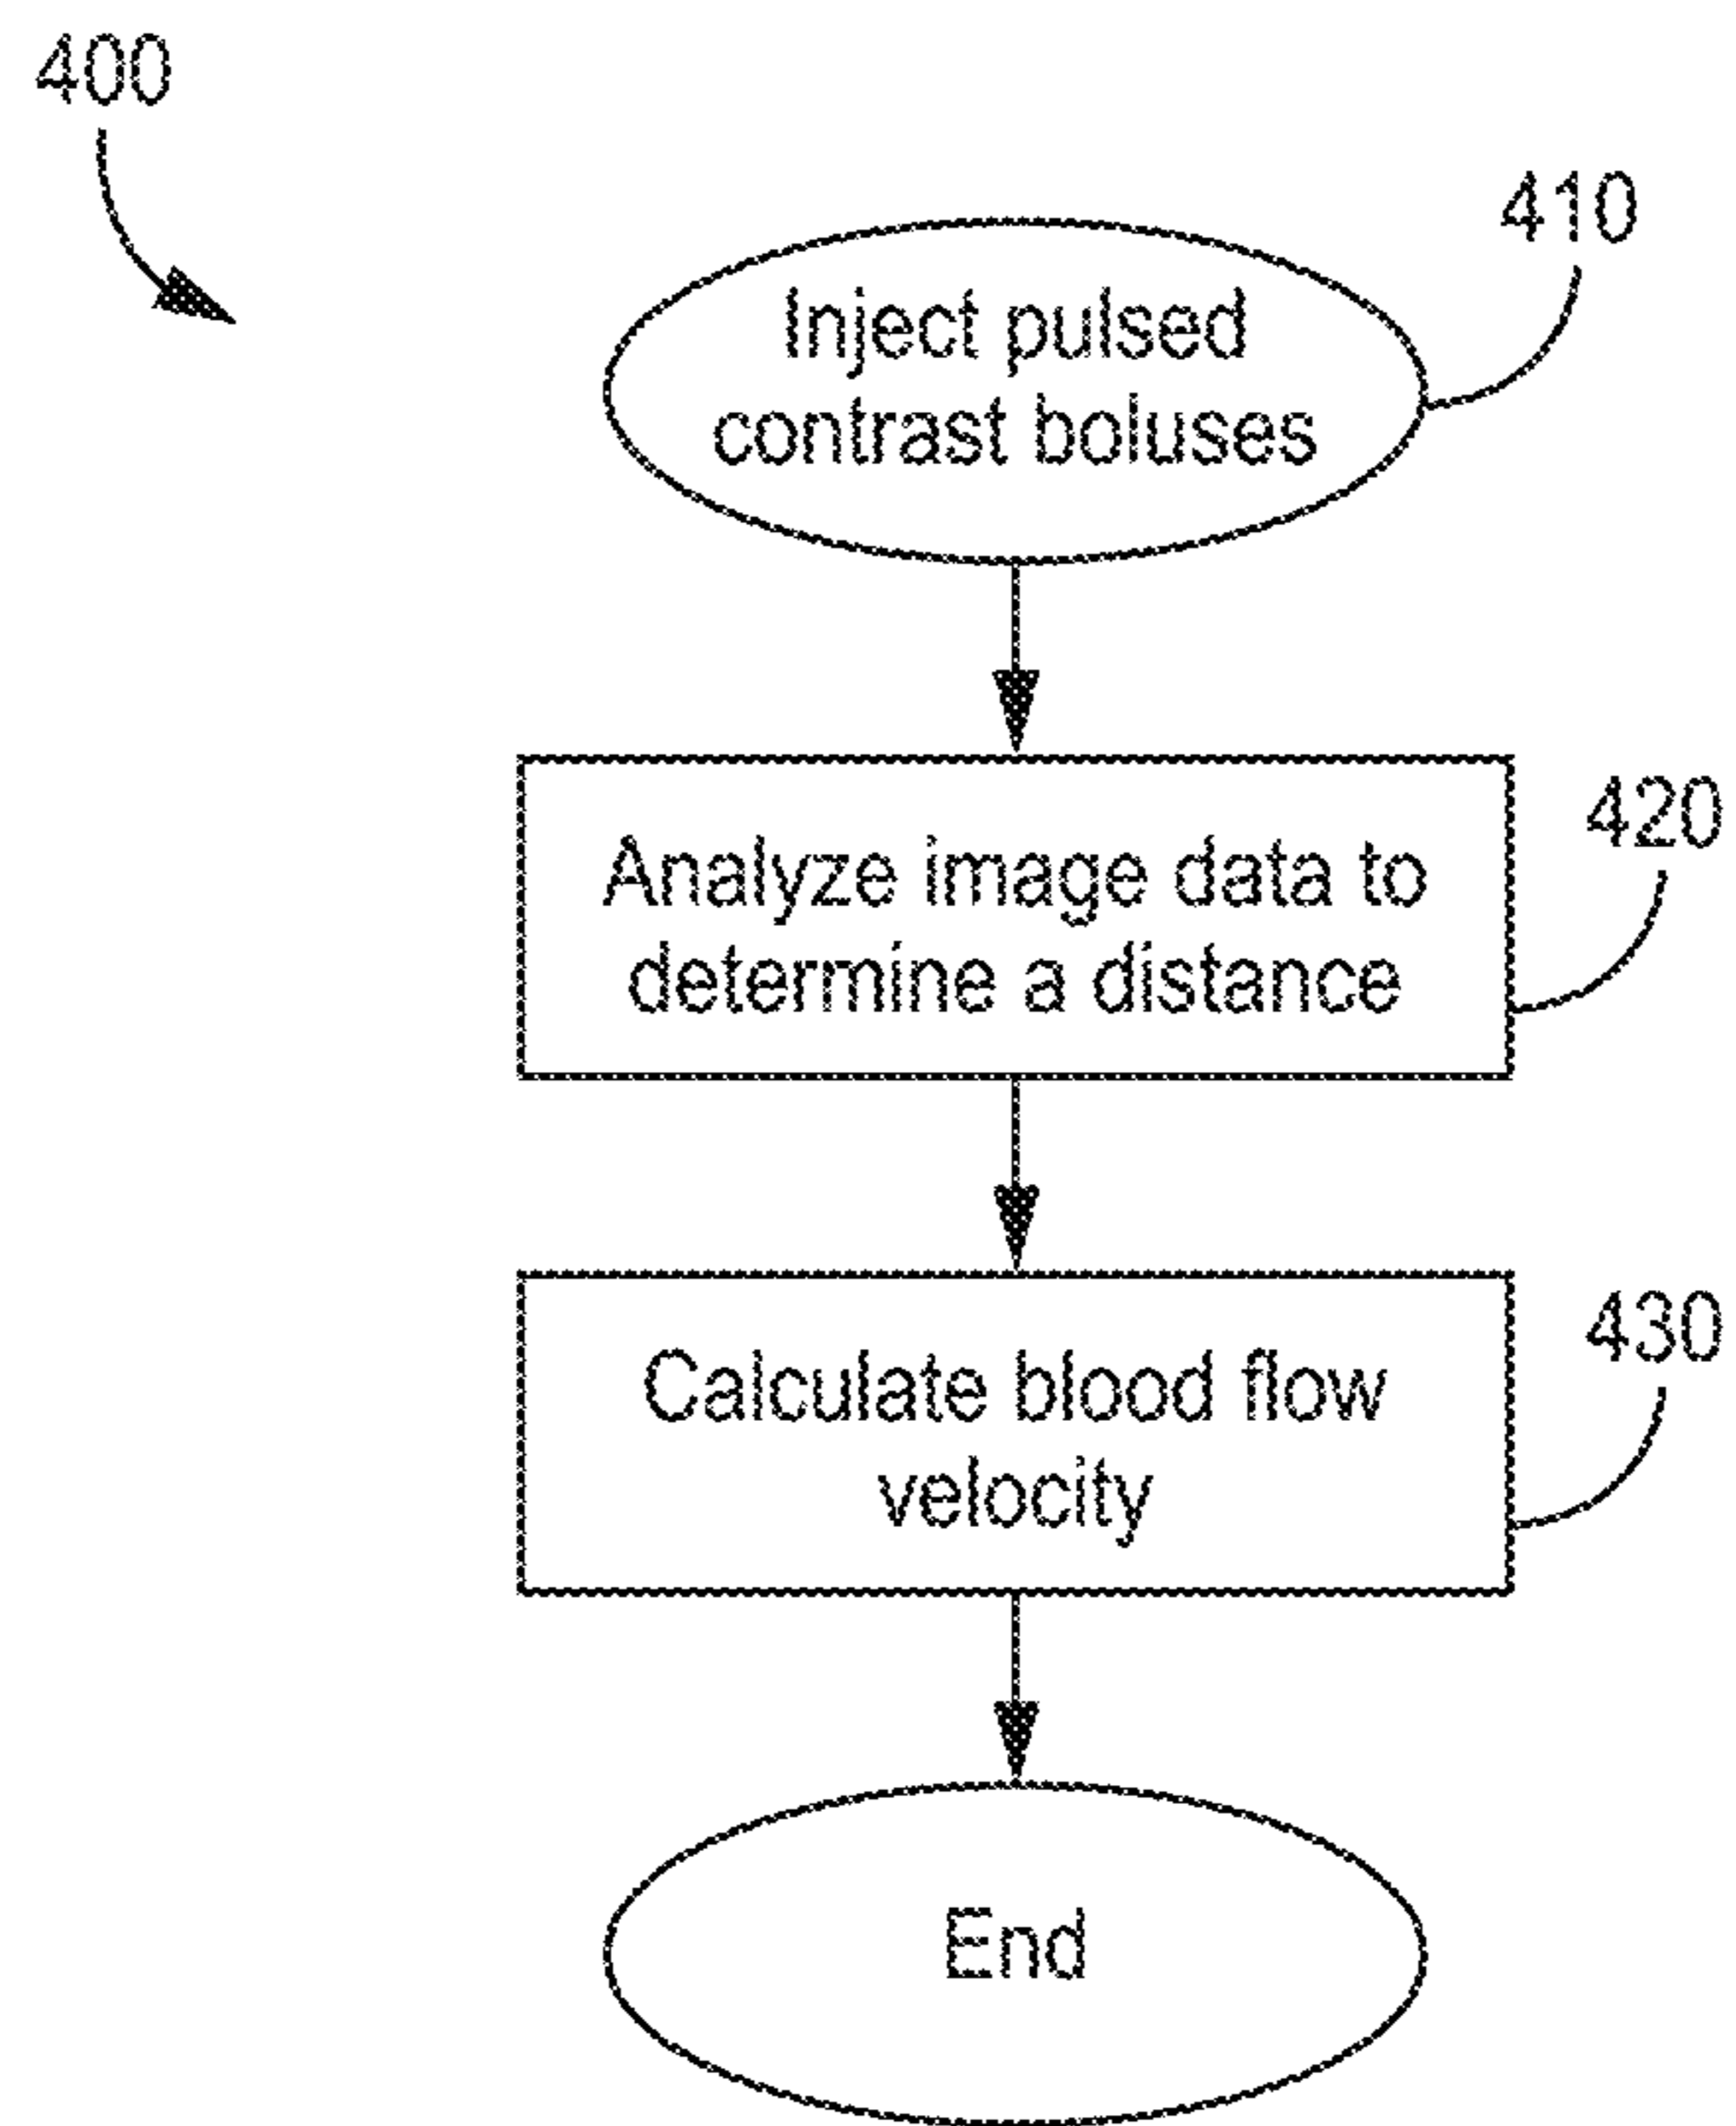 400
410
Inject pulsed
contrast boluses
420
Analyze image data to
determine a distance
430
Calculate blood flow
velocity
End